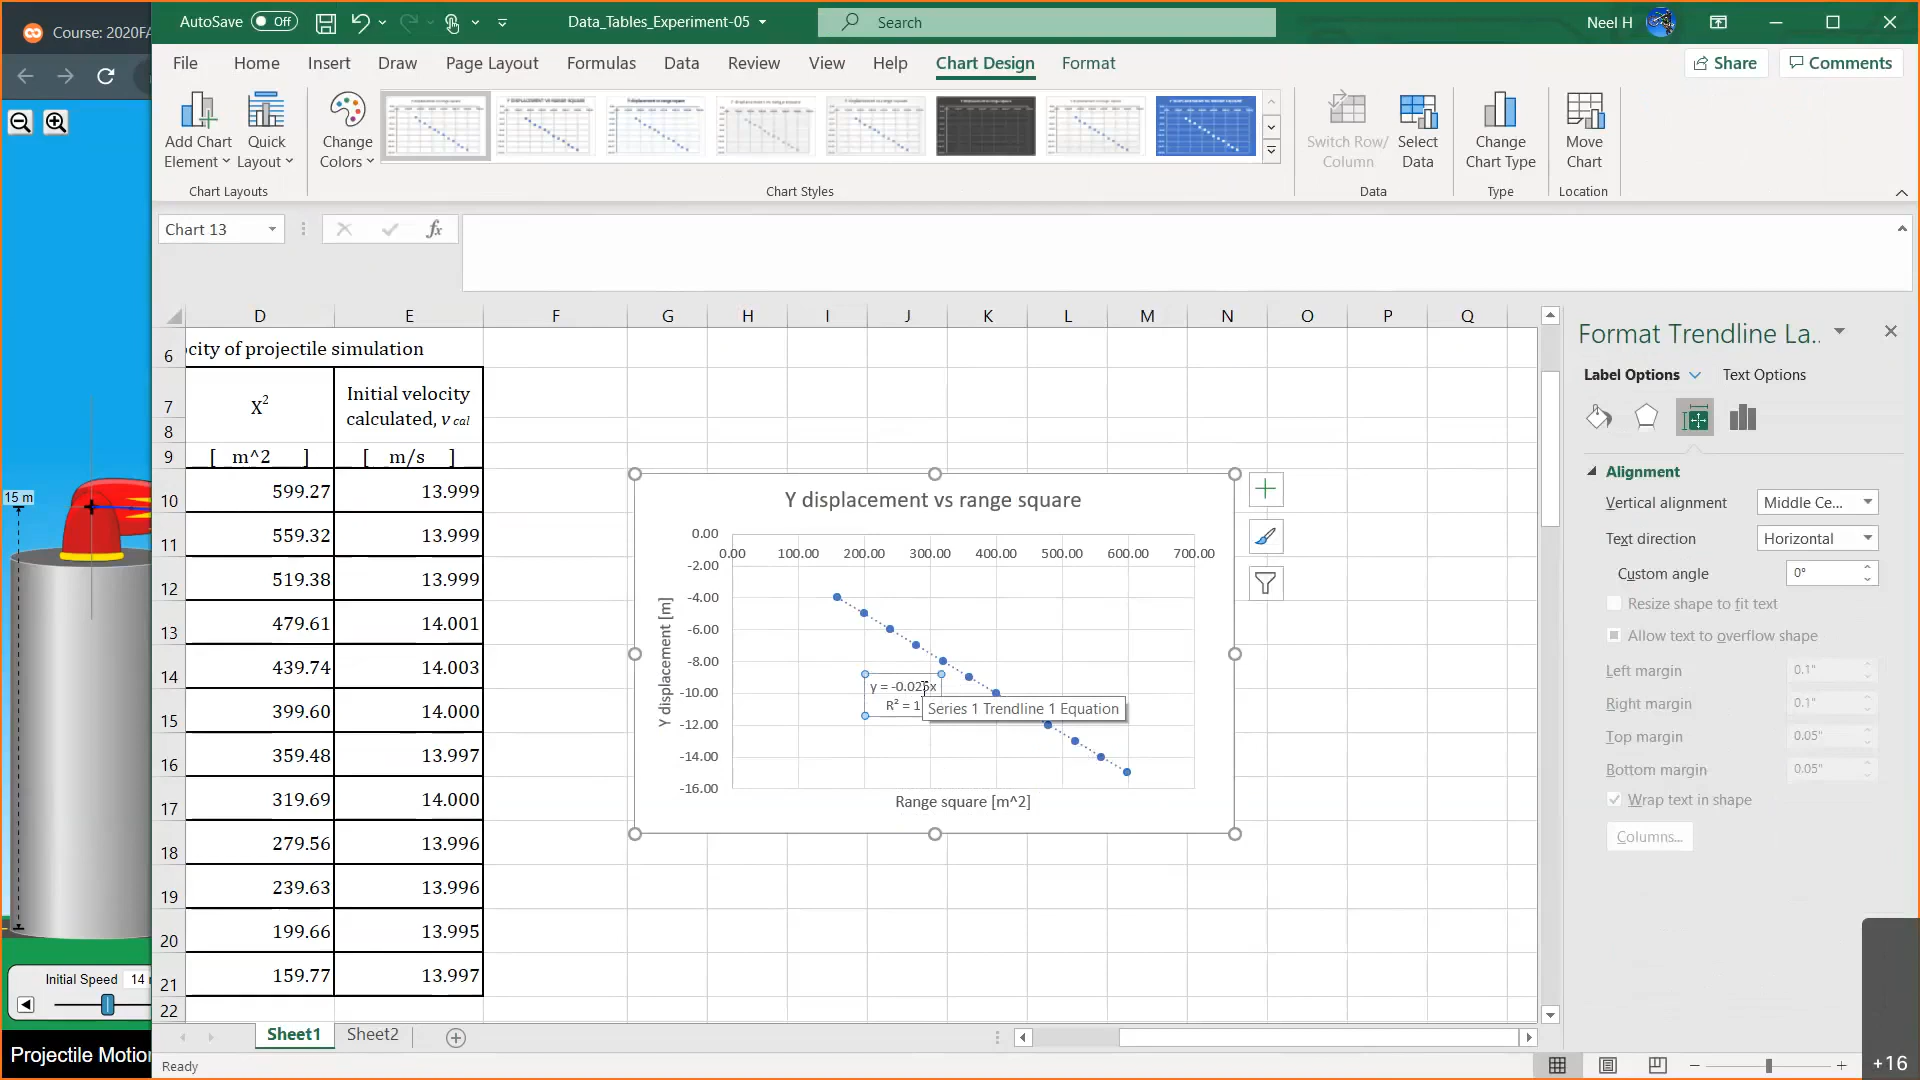 Course: 2020FA
AutoSave Off
Data_Tables_Experiment-05
Search
Neel H
File Home Insert Draw Page Layout Formulas Data Review View Help Chart Design Format
Share Comments
Add Chart Element
Quick Layout
Change Colors
Switch Row/ Column
Select Data
Change Chart Type
Move Chart
Chart Layouts
Chart Styles
Data
Type
Location
Chart 13
fx
D E F G H I J K L M N O P Q
6 ocity of projectile simulation
7 X² Initial velocity
8 calculated, v cal
9 [ m^2 ] [ m/s ]
10 599.27 13.999
11 559.32 13.999
12 519.38 13.999
13 479.61 14.001
14 439.74 14.003
15 399.60 14.000
16 359.48 13.997
17 319.69 14.000
18 279.56 13.996
19 239.63 13.996
20 199.66 13.995
21 159.77 13.997
22
Y displacement vs range square
0.00
0.00 100.00 200.00 300.00 400.00 500.00 600.00 700.00
-2.00
-4.00
-6.00
-8.00
-10.00
-12.00
-14.00
-16.00
Y displacement [m]
y = -0.025x
R² = 1
Series 1 Trendline 1 Equation
Range square [m^2]
Format Trendline La..
Label Options Text Options
Alignment
Vertical alignment Middle Ce...
Text direction Horizontal
Custom angle 0°
Resize shape to fit text
Allow text to overflow shape
Left margin 0.1"
Right margin 0.1"
Top margin 0.05"
Bottom margin 0.05"
Wrap text in shape
Columns...
15 m
Initial Speed 14
Projectile Motion
Sheet1 Sheet2
Ready
+16